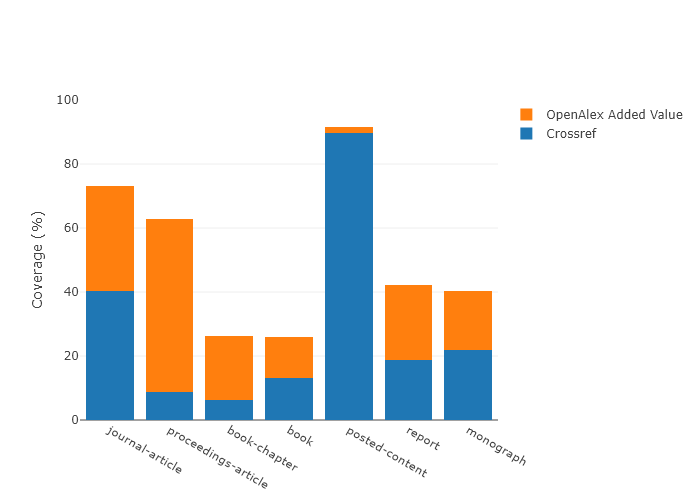 OpenAlex Added Value
Crossref
Coverage (%)
100
80
60
40
20
0
journal-article
proceedings-article
book-chapter
book
posted-content
report
monograph